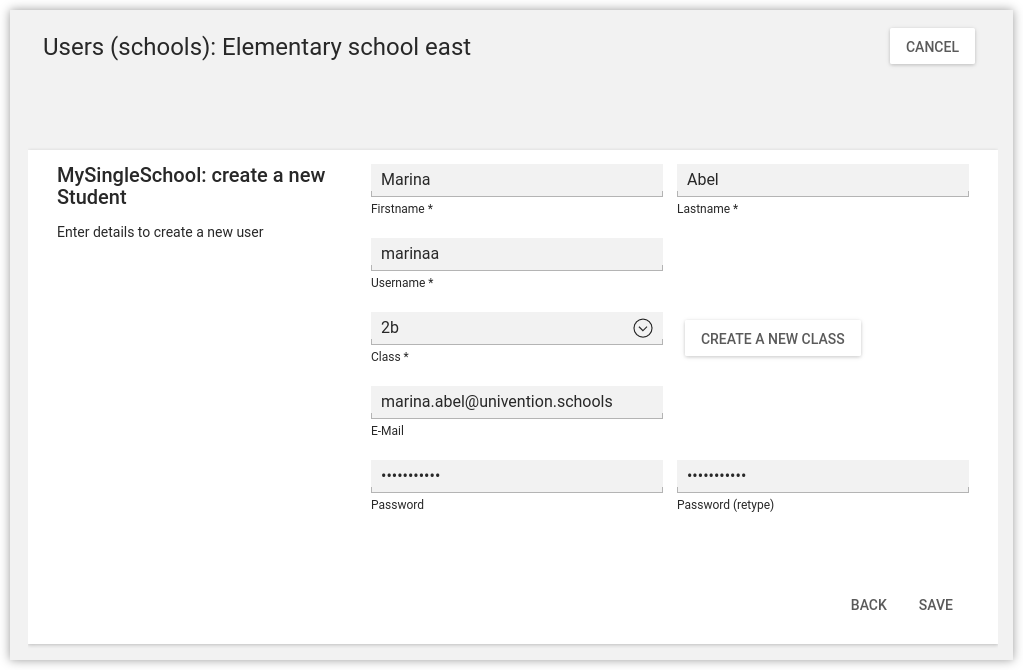 Users (schools): Elementary school east
CANCEL
MySingleSchool: create a new
Student
Enter details to create a new user
Marina
Abel
Firstname *
Lastname *
marinaa
Username *
2b
CREATE A NEW CLASS
Class *
marina.abel@univention.schools
E-Mail
•••••••••••
•••••••••••
Password
Password (retype)
BACK
SAVE